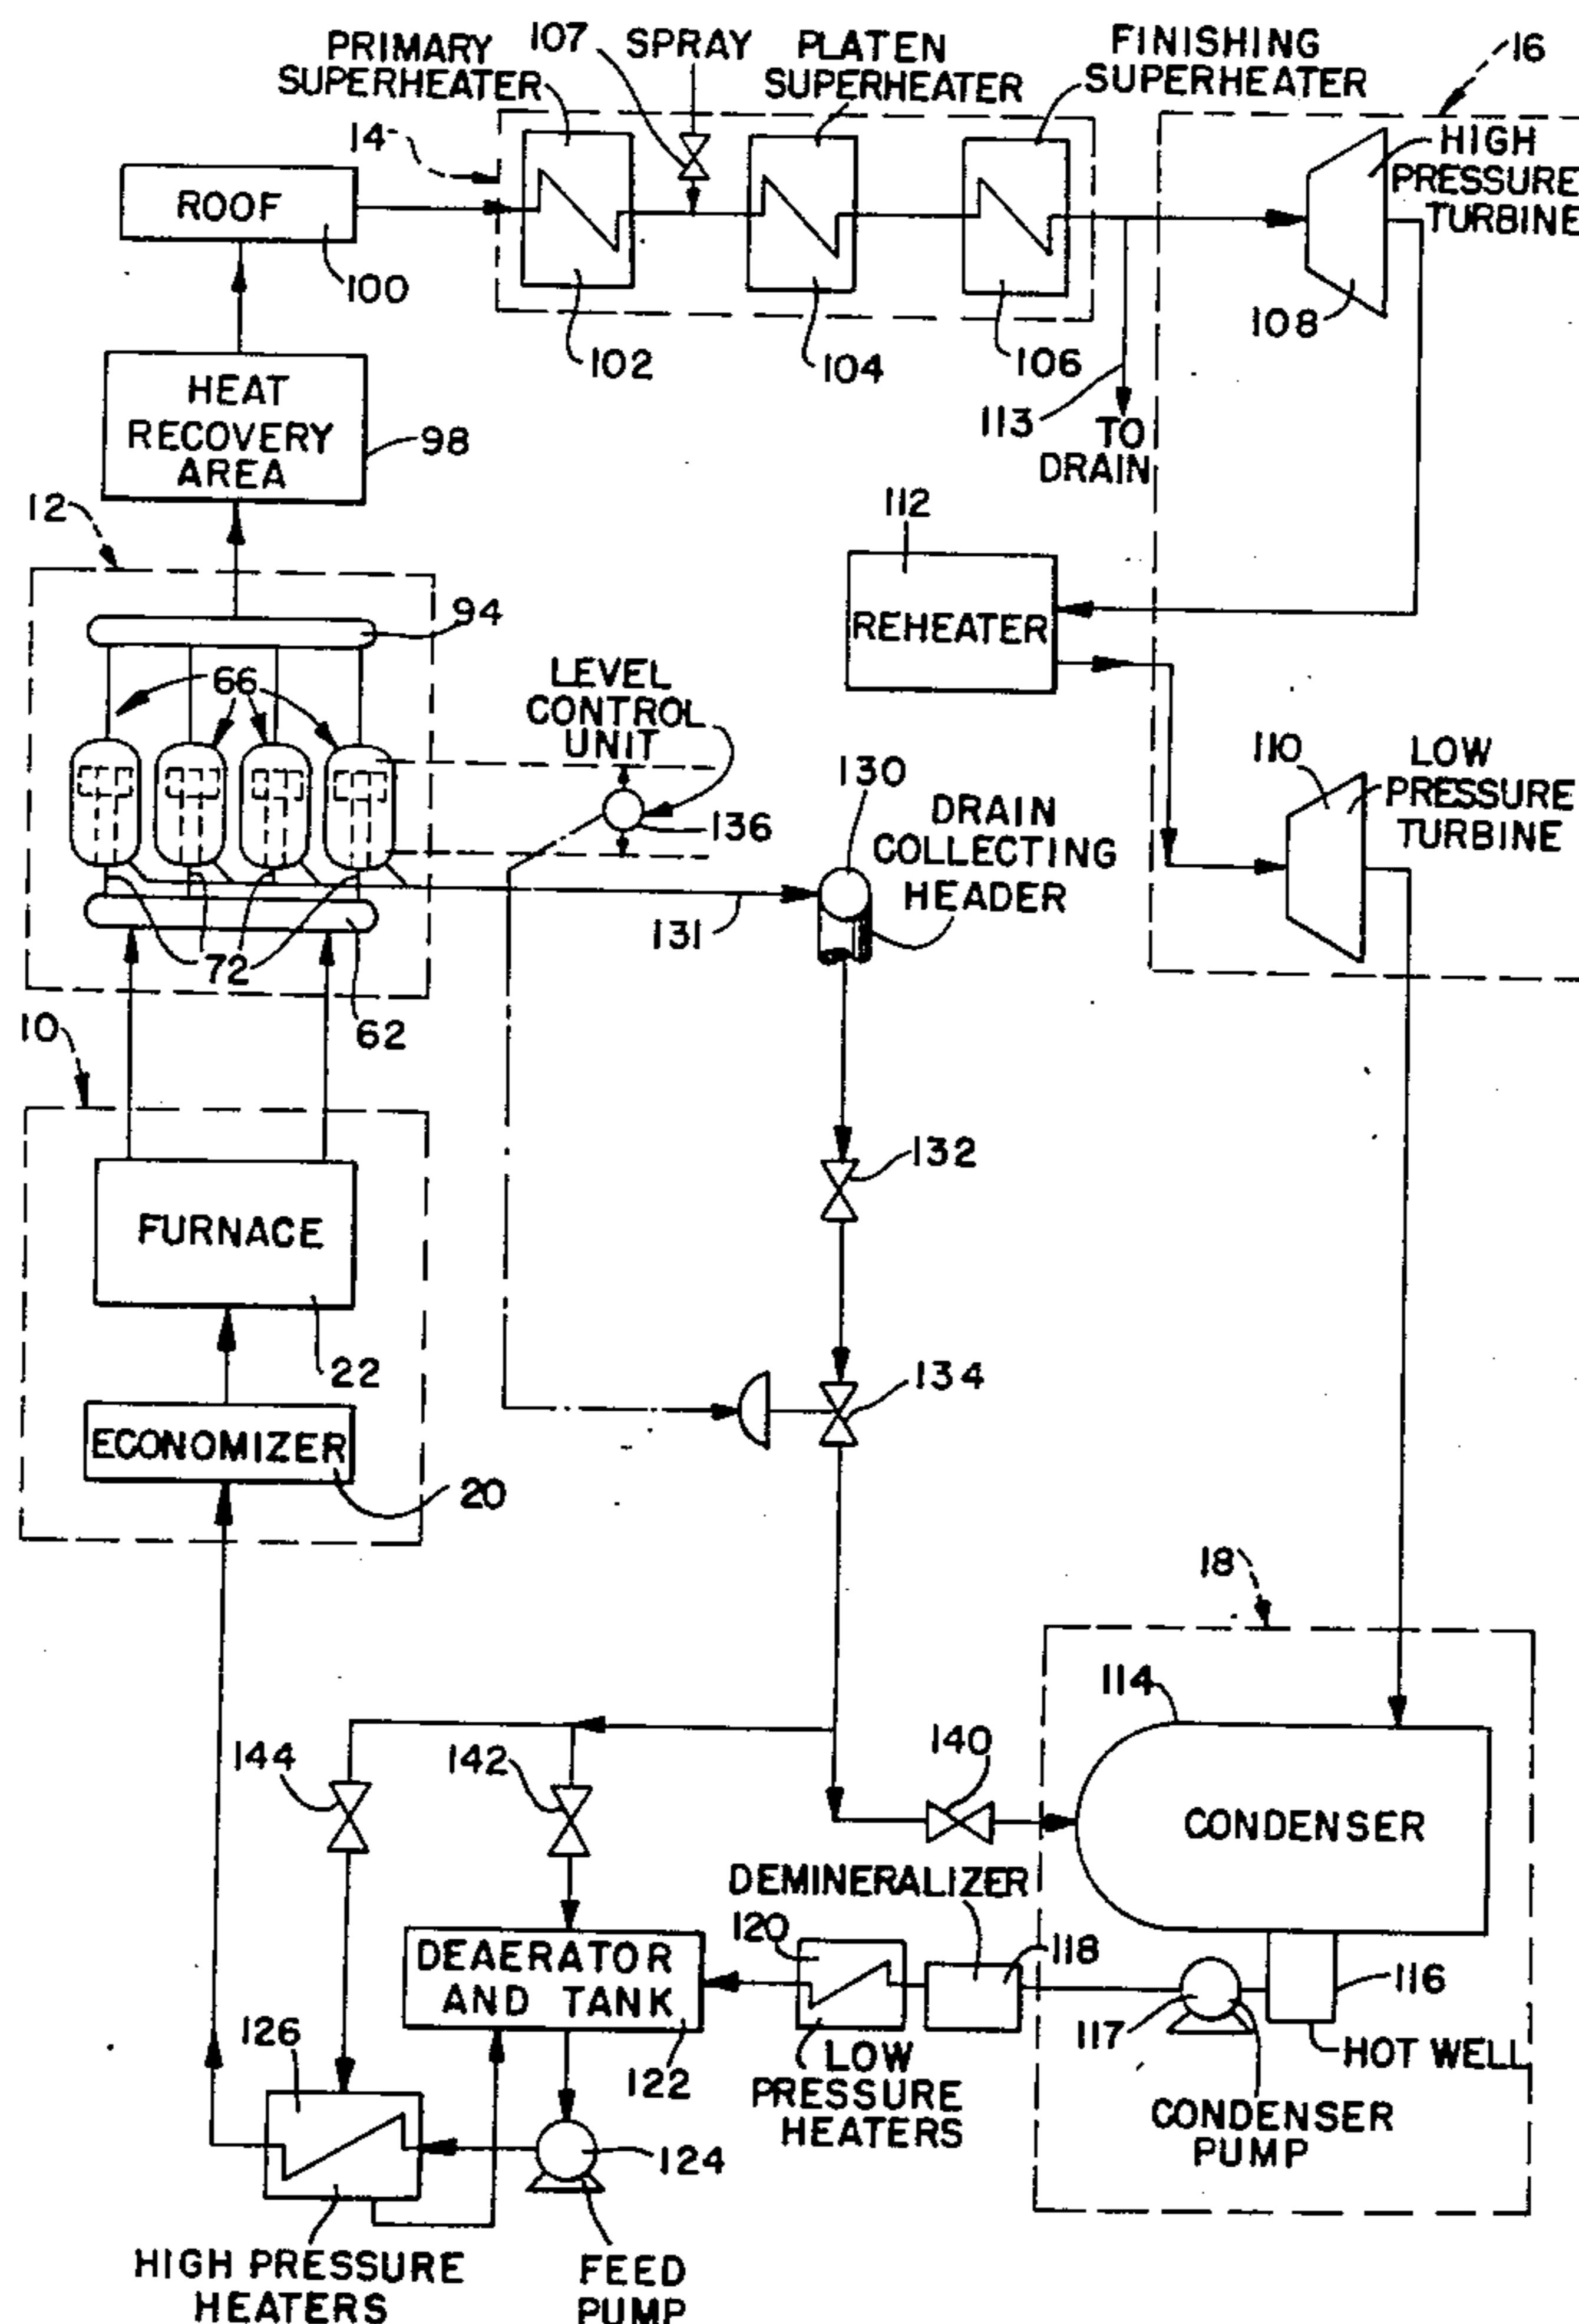 PRIMARY
SUPERHEATER
107
SPRAY
PLATEN
SUPERHEATER
FINISHING
SUPERHEATER
16
14
HIGH
PRESSURE
TURBINE
ROOF
100
102
104
106
108
113
TO
DRAIN
HEAT
RECOVERY
AREA
98
12
112
REHEATER
94
66
LEVEL
CONTROL
UNIT
136
130
DRAIN
COLLECTING
HEADER
110
LOW
PRESSURE
TURBINE
131
72
62
10
132
FURNACE
22
134
ECONOMIZER
20
18
114
144
142
140
CONDENSER
DEMINERALIZER
120
118
DEAERATOR
AND TANK
116
117
HOT WELL
126
122
LOW
PRESSURE
HEATERS
CONDENSER
PUMP
124
HIGH PRESSURE
HEATERS
FEED
PUMP